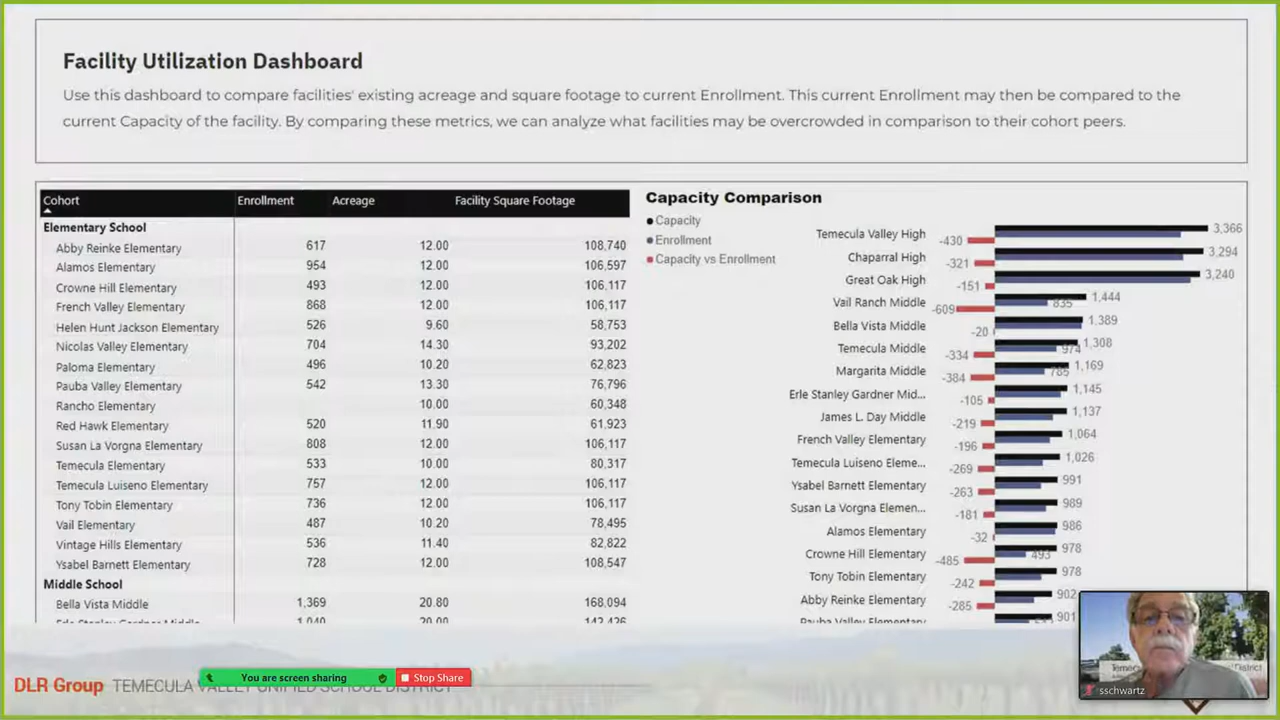 Facility Utilization Dashboard
Use this dashboard to compare facilities' existing acreage and square footage to current Enrollment. This current Enrollment may then be compared to the
current Capacity of the facility. By comparing these metrics, we can analyze what facilities may be overcrowded in comparison to their cohort peers.
Cohort Enrollment Acreage Facility Square Footage
Elementary School
Abby Reinke Elementary 617 12.00 108,740
Alamos Elementary 954 12.00 106,597
Crowne Hill Elementary 493 12.00 106,117
French Valley Elementary 868 12.00 106,117
Helen Hunt Jackson Elementary 526 9.60 58,753
Nicolas Valley Elementary 704 14.30 93,202
Paloma Elementary 496 10.20 62,823
Pauba Valley Elementary 542 13.30 76,796
Rancho Elementary 10.00 60,348
Red Hawk Elementary 520 11.90 61,923
Susan La Vorgna Elementary 808 12.00 106,117
Temecula Elementary 533 10.00 80,317
Temecula Luiseno Elementary 757 12.00 106,117
Tony Tobin Elementary 736 12.00 106,117
Vail Elementary 487 10.20 78,495
Vintage Hills Elementary 536 11.40 82,822
Ysabel Barnett Elementary 728 12.00 108,547
Middle School
Bella Vista Middle 1,369 20.80 168,094
Erle Stanley Gardner Middle 1,040 20.00 142,426
Capacity Comparison
Capacity
Enrollment
Capacity vs Enrollment
Temecula Valley High -430 3,366
Chaparral High -321 3,294
Great Oak High -151 3,240
Vail Ranch Middle -609 835 1,444
Bella Vista Middle -20 1,389
Temecula Middle -334 974 1,308
Margarita Middle -384 785 1,169
Erle Stanley Gardner Mid... -105 1,145
James L. Day Middle -219 1,137
French Valley Elementary -196 1,064
Temecula Luiseno Eleme... -269 1,026
Ysabel Barnett Elementary -263 991
Susan La Vorgna Elemen... -181 989
Alamos Elementary -32 986
Crowne Hill Elementary -485 493 978
Tony Tobin Elementary -242 978
Abby Reinke Elementary -285 902
Pauba Valley Elementary 901
DLR Group TEMECULA VALLEY UNIFIED SCHOOL DISTRICT
You are screen sharing
Stop Share
District
sschwartz